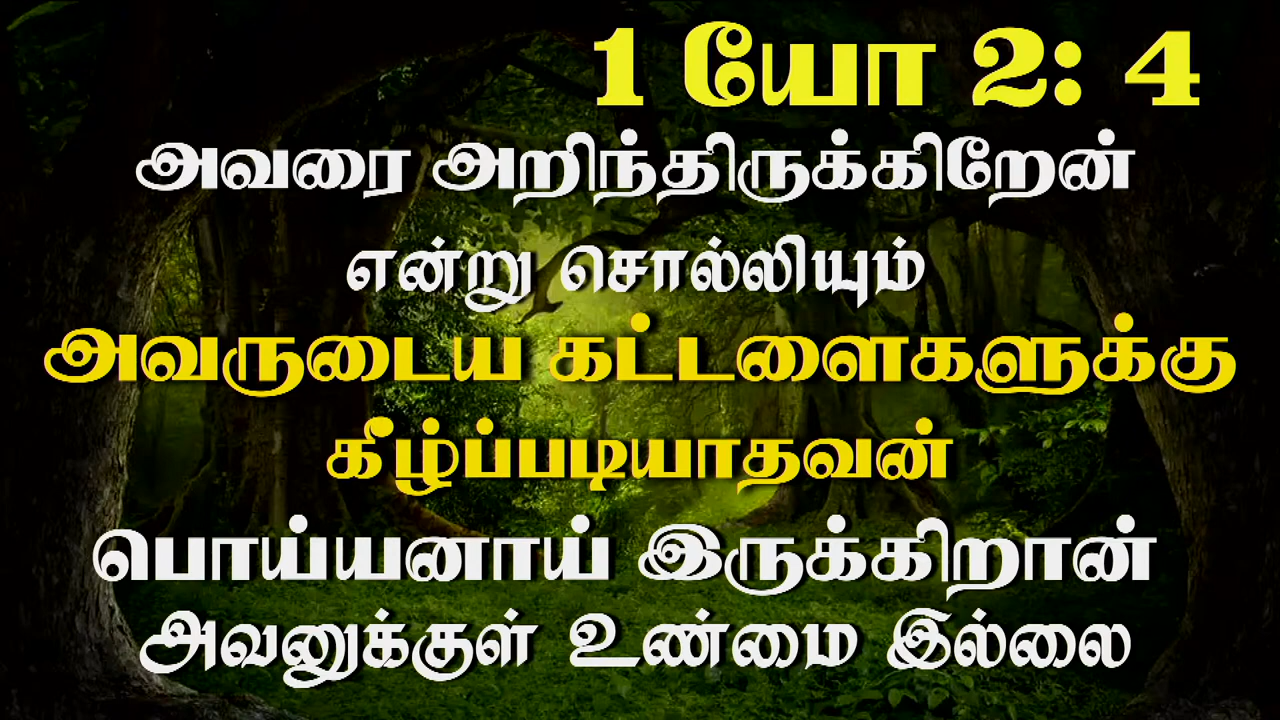 1 யோ 2: 4
அவரை அறிந்திருக்கிறேன்
என்று சொல்லியும்
அவருடைய கட்டளைகளுக்கு
கீழ்ப்படியாதவன்
பொய்யனாய் இருக்கிறான்
அவனுக்குள் உண்மை இல்லை